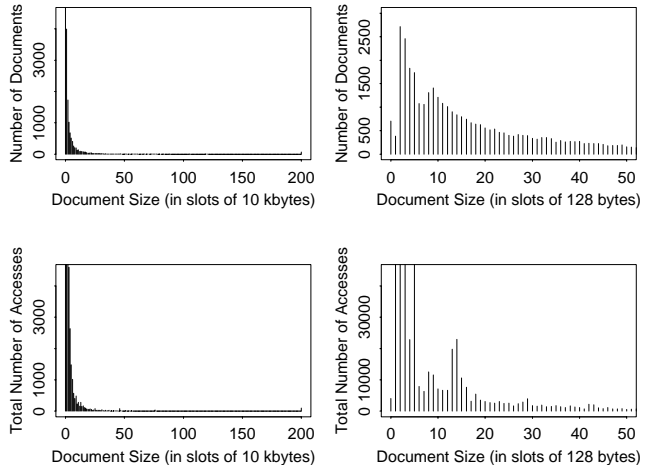 Number of Documents
0 1000 3000
0 50 100 150 200
Document Size (in slots of 10 kbytes)
Number of Documents
0 500 1500 2500
0 10 20 30 40 50
Document Size (in slots of 128 bytes)
Total Number of Accesses
0 1000 3000
0 50 100 150 200
Document Size (in slots of 10 kbytes)
Total Number of Accesses
0 10000 30000
0 10 20 30 40 50
Document Size (in slots of 128 bytes)